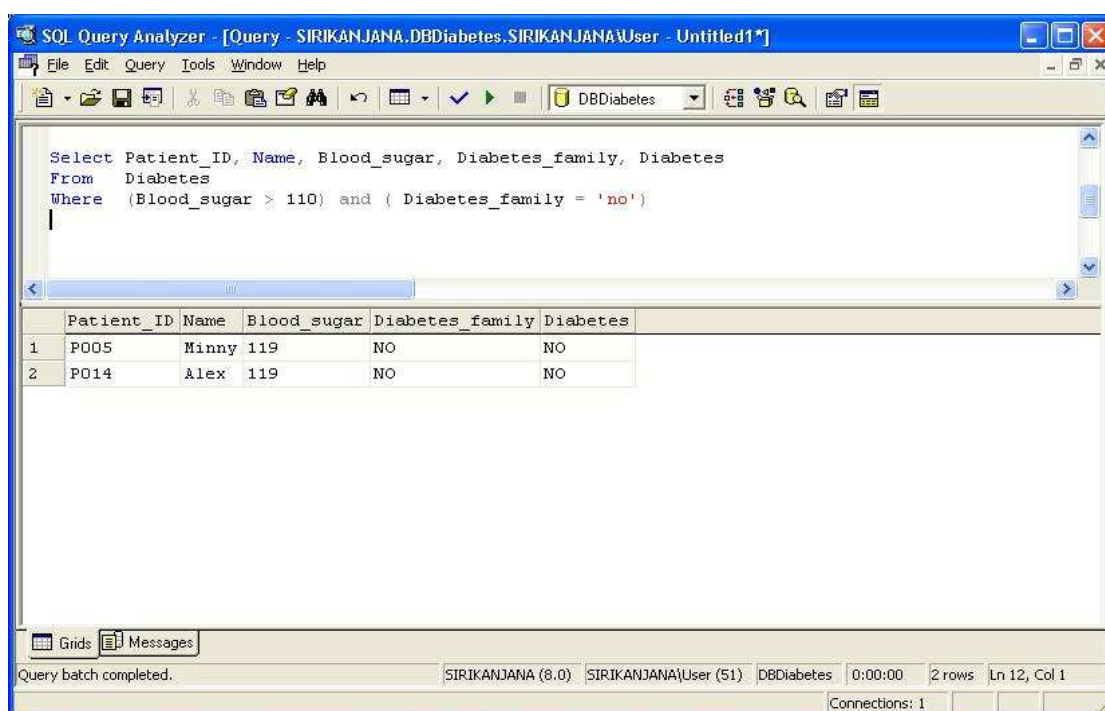 SQL Query Analyzer - [Query - SIRIKANJANA.DBDiabetes.SIRIKANJANA\User - Untitled1*]
File Edit Query Tools Window Help
DBDiabetes
Select Patient_ID, Name, Blood_sugar, Diabetes_family, Diabetes
From Diabetes
Where (Blood_sugar > 110) and ( Diabetes_family = 'no')
Patient_ID Name Blood_sugar Diabetes_family Diabetes
1 P005 Minny 119 NO NO
2 P014 Alex 119 NO NO
Grids Messages
Query batch completed. SIRIKANJANA (8.0) SIRIKANJANA\User (51) DBDiabetes 0:00:00 2 rows Ln 12, Col 1
Connections: 1